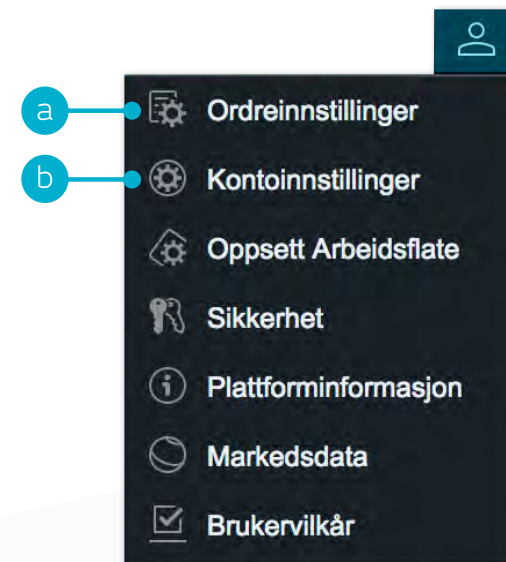 a Ordreinnstillinger
b Kontoinnstillinger
Oppsett Arbeidsflate
Sikkerhet
Plattforminformasjon
Markedsdata
Brukervilkår